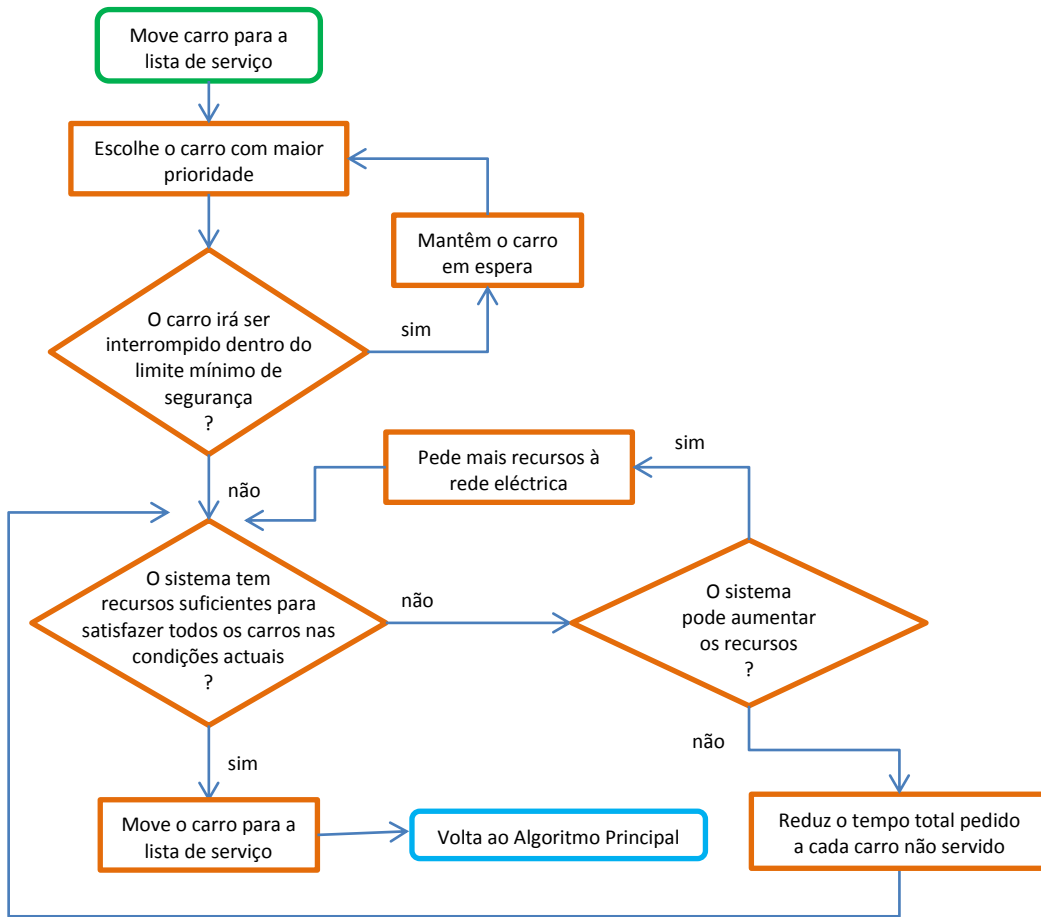 Move carro para a
lista de serviço
Escolhe o carro com maior
prioridade
Mantêm o carro
em espera
O carro irá ser
interrompido dentro do
limite mínimo de
segurança
?
sim
não
Pede mais recursos à
rede eléctrica
sim
O sistema tem
recursos suficientes para
satisfazer todos os carros nas
condições actuais
?
não
O sistema
pode aumentar
os recursos
?
não
sim
Move o carro para a
lista de serviço
Volta ao Algoritmo Principal
Reduz o tempo total pedido
a cada carro não servido